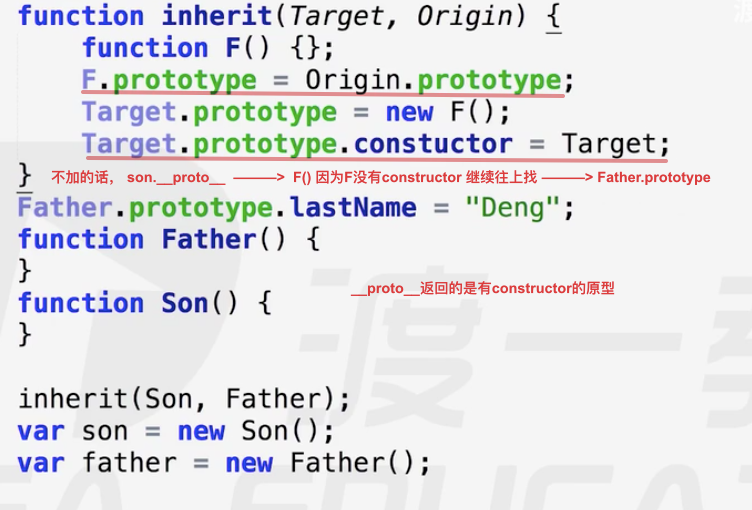 function inherit(Target, Origin) {
function F() {};
F.prototype = Origin.prototype;
Target.prototype = new F();
Target.prototype.constuctor = Target;
} 不加的话, son.__proto__ ———> F() 因为F没有constructor 继续往上找 ———> Father.prototype
Father.prototype.lastName = "Deng";
function Father() {
}
__proto__返回的是有constructor的原型
function Son() {
}
渡一教
EDUCAT
inherit(Son, Father);
var son = new Son();
var father = new Father();